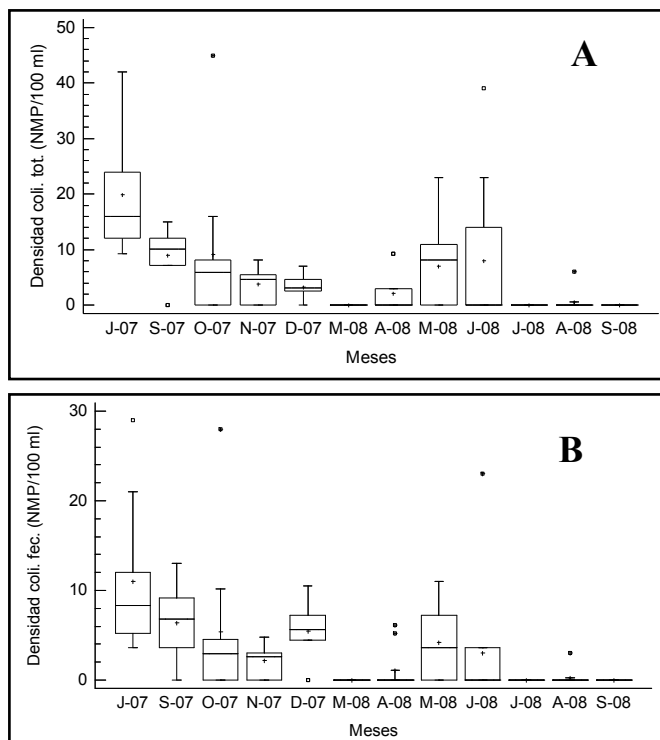 A
Densidad coli. tot. (NMP/100 ml)
50
40
30
20
10
0
J-07 S-07 O-07 N-07 D-07 M-08 A-08 M-08 J-08 J-08 A-08 S-08
Meses
B
Densidad coli. fec. (NMP/100 ml)
30
20
10
0
J-07 S-07 O-07 N-07 D-07 M-08 A-08 M-08 J-08 J-08 A-08 S-08
Meses